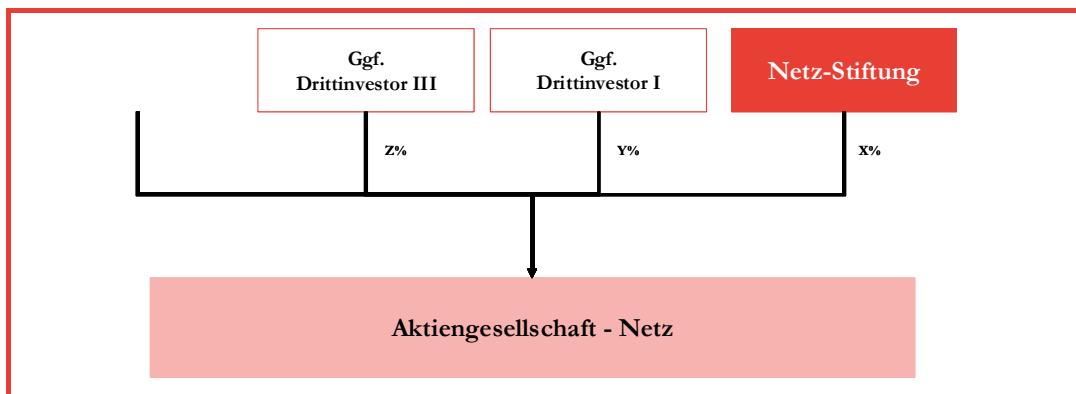 Ggf.
Drittinvestor III
Ggf.
Drittinvestor I
Netz-Stiftung
Z%
Y%
X%
Aktiengesellschaft - Netz